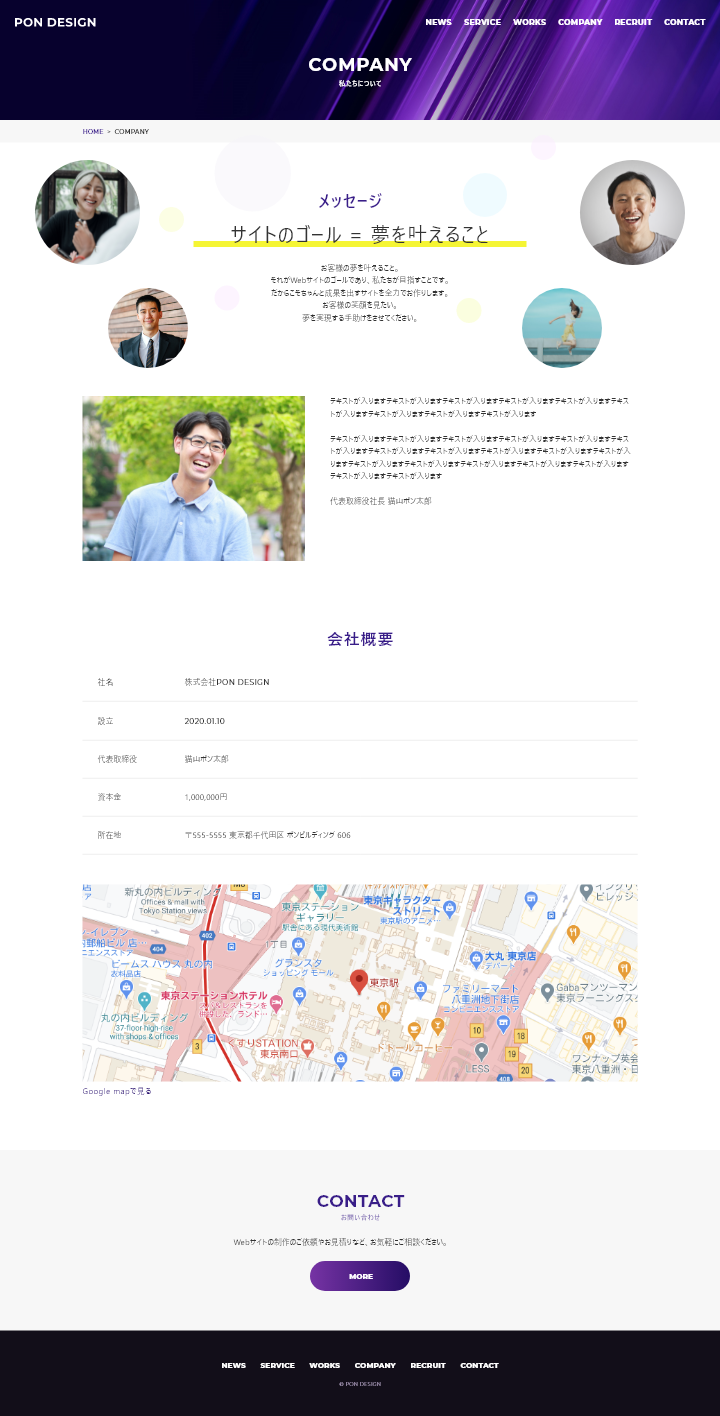 PON DESIGN
NEWS SERVICE WORKS COMPANY RECRUIT CONTACT
COMPANY
私たちについて
HOME > COMPANY
メッセージ
サイトのゴール = 夢を叶えること
お客様の夢を叶えること。
それがWebサイトのゴールであり、私たちが目指すことです。
だからこそちゃんと成果を出すサイトを全力でお作りします。
お客様の笑顔を見たい。
夢を実現する手助けをさせてください。
テキストが入りますテキストが入りますテキストが入りますテキストが入りますテキストが入りますテキス
トが入りますテキストが入りますテキストが入りますテキストが入ります
テキストが入りますテキストが入りますテキストが入りますテキストが入りますテキストが入りますテキス
トが入りますテキストが入りますテキストが入りますテキストが入りますテキストが入りますテキストが入
りますテキストが入りますテキストが入りますテキストが入りますテキストが入りますテキストが入ります
テキストが入りますテキストが入ります
代表取締役社長 猫山ポン太郎
会社概要
社名 株式会社PON DESIGN
設立 2020.01.10
代表取締役 猫山ポン太郎
資本金 1,000,000円
所在地 〒555-5555 東京都千代田区 ポンビルディング 606
新丸の内ビルディング
Offices & mall with
Tokyo Station views
東京ステーション
ギャラリー
駅舎にある現代美術館
東京キャラクター
ストリート
東京駅のアニメ…
402
404
ビームス ハウス 丸の内
衣料品店
1丁目
グランスタ
ショッピング モール
大丸 東京店
デパート
東京駅
ファミリーマート
八重洲地下街店
コンビニエンスストア
Gabaマンツーマン
東京ラーニングスタ
東京ステーションホテル
丸の内ビルディング
37-floor high-rise
with shops & offices
3
くすりSTATION
東京南口
ドトールコーヒー
LESS
10
18
19
20
408
ワンナップ英会
東京八重洲・日
Google mapで見る
CONTACT
お問い合わせ
Webサイトの制作のご依頼やお見積りなど、お気軽にご相談ください。
MORE
NEWS SERVICE WORKS COMPANY RECRUIT CONTACT
© PON DESIGN